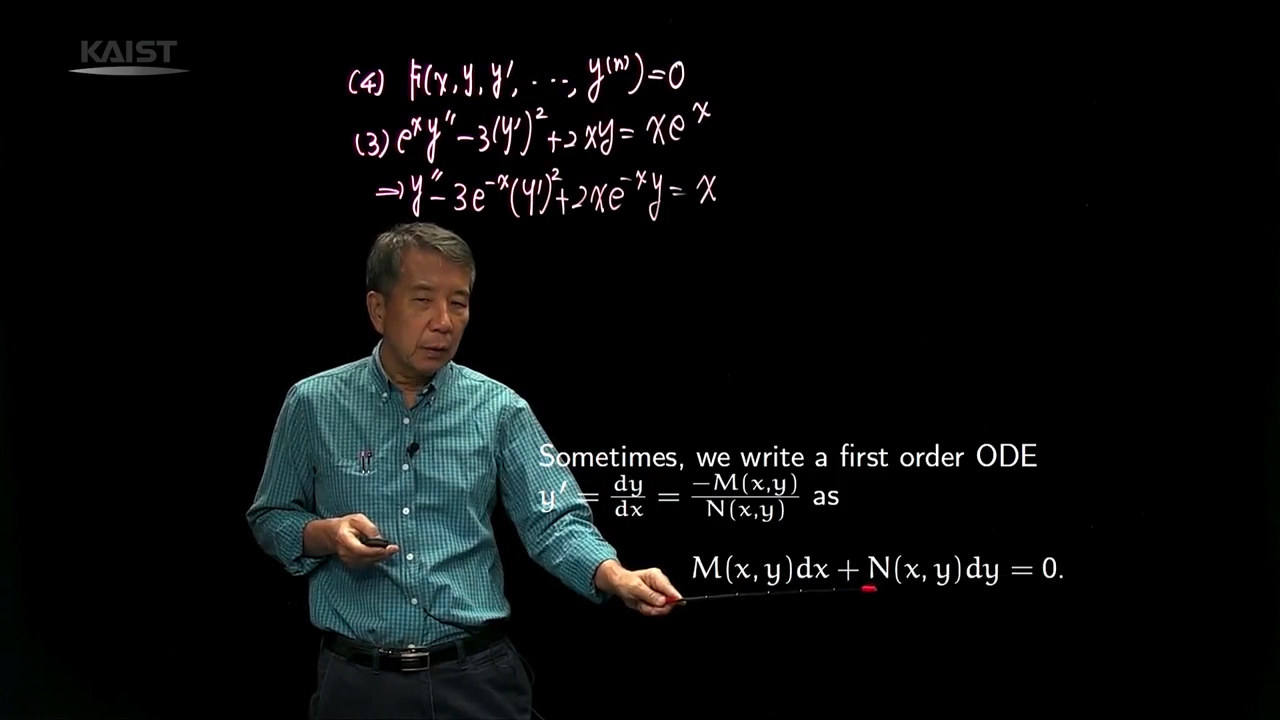 KAIST
(4) F(x, y, y', ..., y⁽ⁿ⁾)=0
(3) eˣy" − 3(y')² + 2xy = xeˣ
⇒ y" − 3e⁻ˣ(y')² + 2xe⁻ˣy = x
Sometimes, we write a first order ODE
y' = dy/dx = −M(x,y)/N(x,y) as
M(x, y)dx + N(x, y)dy = 0.